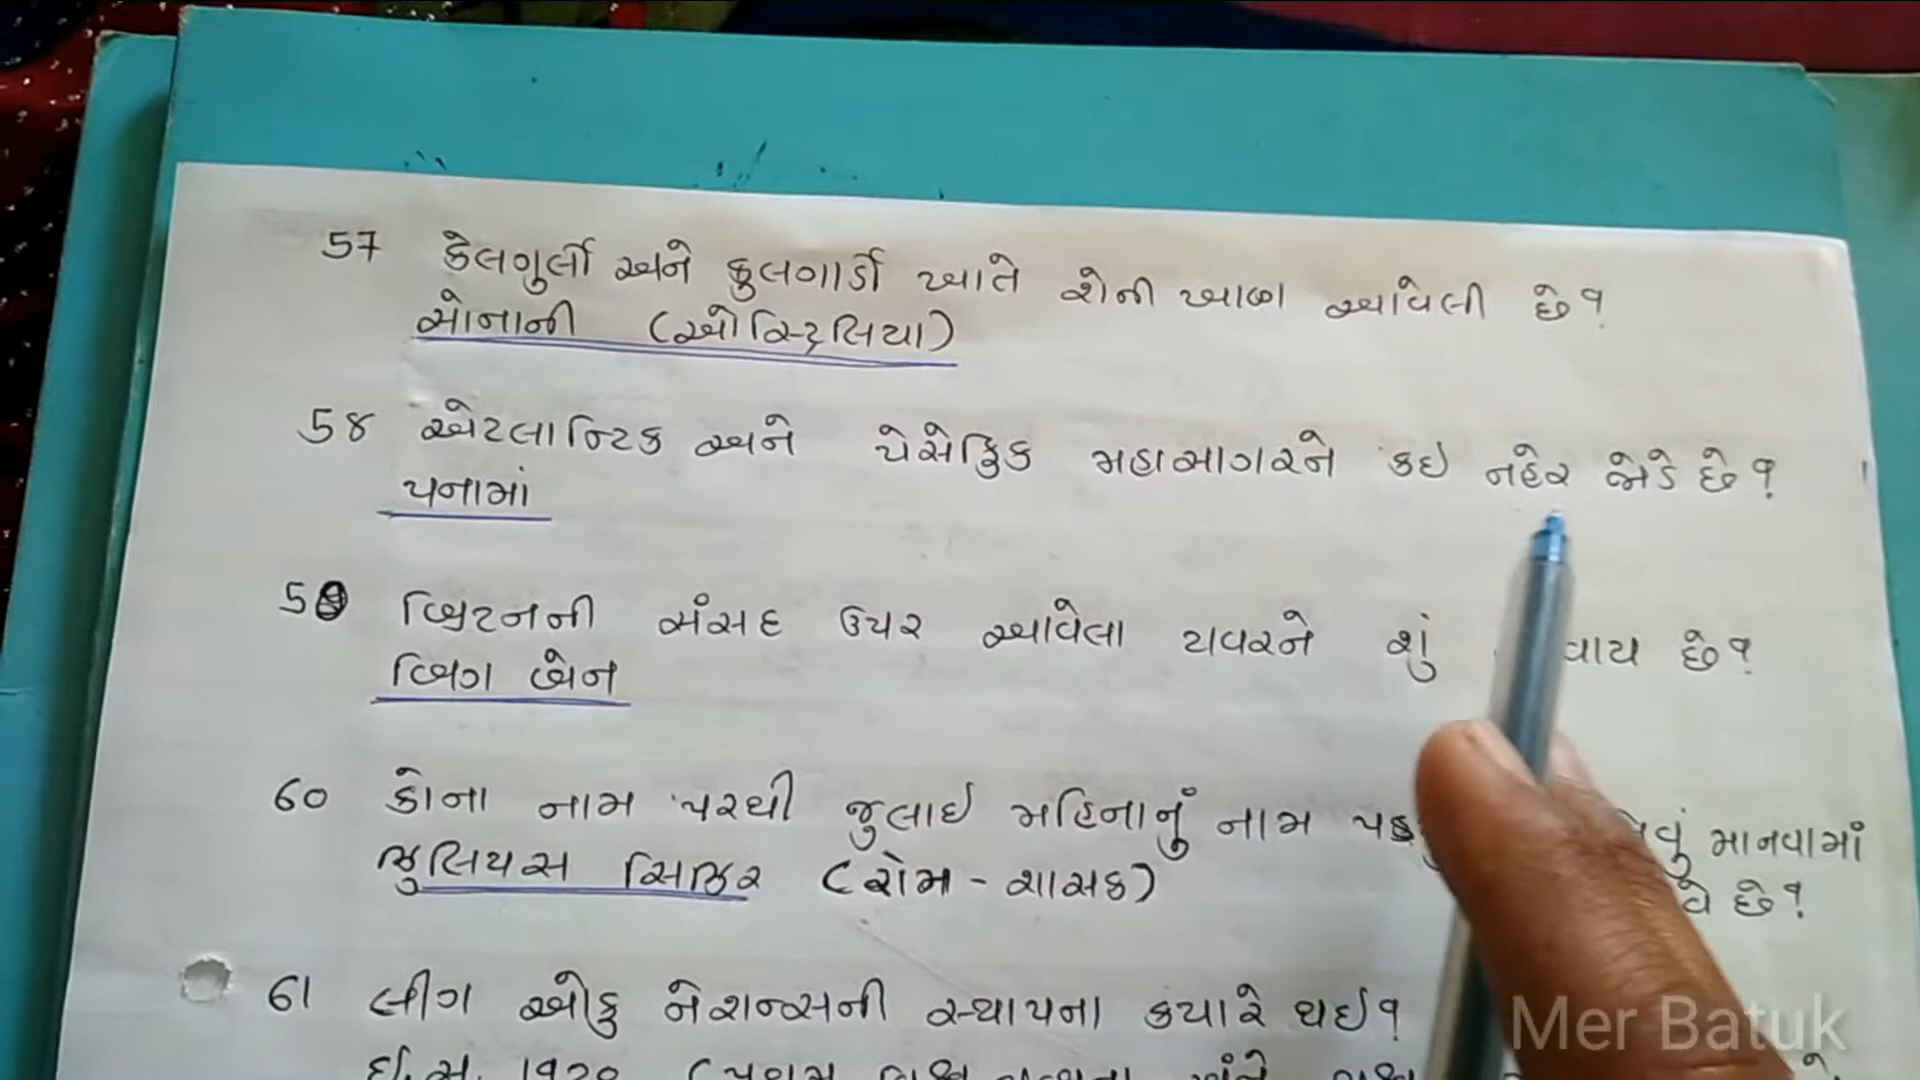 57 કેલગુર્લી અને કુલગાર્ડી ખાતે શેની ખાણ આવેલી છે?
સોનાની (ઓસ્ટ્રિલિયા)
58 એટલાન્ટિક અને પેસેફિક મહાસાગરને કઇ નહેર જોડે છે?
પનામાં
59 બ્રિટનની સંસદ ઉપર આવેલા ટાવરને શું છે?
બિગ બેન
60 કોના નામ પરથી જુલાઇ મહિનાનું નામ માનવામાં
છે?
જુલિયસ સિઝર (રોમ - શાસક)
61 લીગ ઓફ નેશન્સની સ્થાપના ક્યારે થઇ?
ઈ.સ. 1920
Mer Batuk